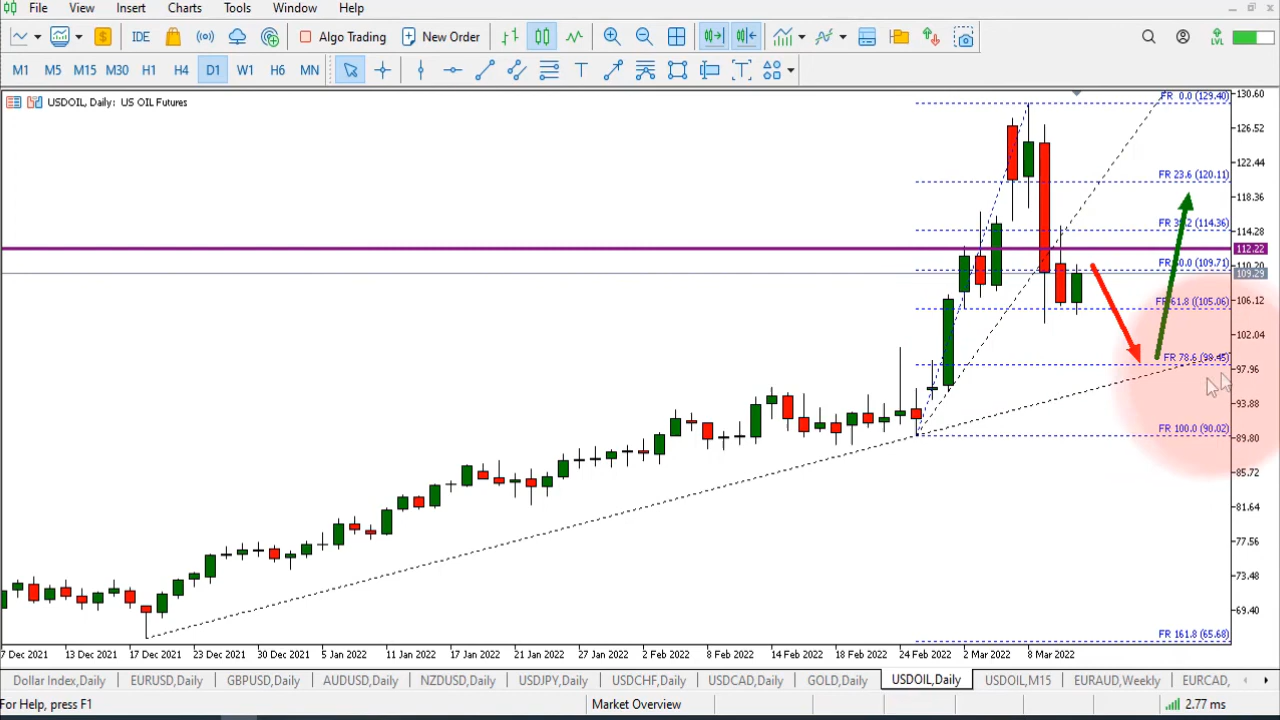 File View Insert Charts Tools Window Help
$ IDE Algo Trading New Order LVL
M1 M5 M15 M30 H1 H4 D1 W1 H6 MN T T
USDOIL, Daily: US OIL Futures
130.60
FR 0.0 (129.40)
126.52
122.44
FR 23.6 (120.11)
118.36
FR 38.2 (114.36)
114.28
112.22
FR 50.0 (109.71)
110.20
109.29
FR 61.8 (105.06)
106.12
102.04
FR 78.6 (98.45)
97.96
93.88
FR 100.0 (90.02)
89.80
85.72
81.64
77.56
73.48
69.40
FR 161.8 (65.68)
7 Dec 2021 13 Dec 2021 17 Dec 2021 23 Dec 2021 30 Dec 2021 5 Jan 2022 11 Jan 2022 17 Jan 2022 21 Jan 2022 27 Jan 2022 2 Feb 2022 8 Feb 2022 14 Feb 2022 18 Feb 2022 24 Feb 2022 2 Mar 2022 8 Mar 2022
Dollar Index,Daily EURUSD,Daily GBPUSD,Daily AUDUSD,Daily NZDUSD,Daily USDJPY,Daily USDCHF,Daily USDCAD,Daily GOLD,Daily USDOIL,Daily USDOIL,M15 EURAUD,Weekly EURCAD,
For Help, press F1 Market Overview 2.77 ms